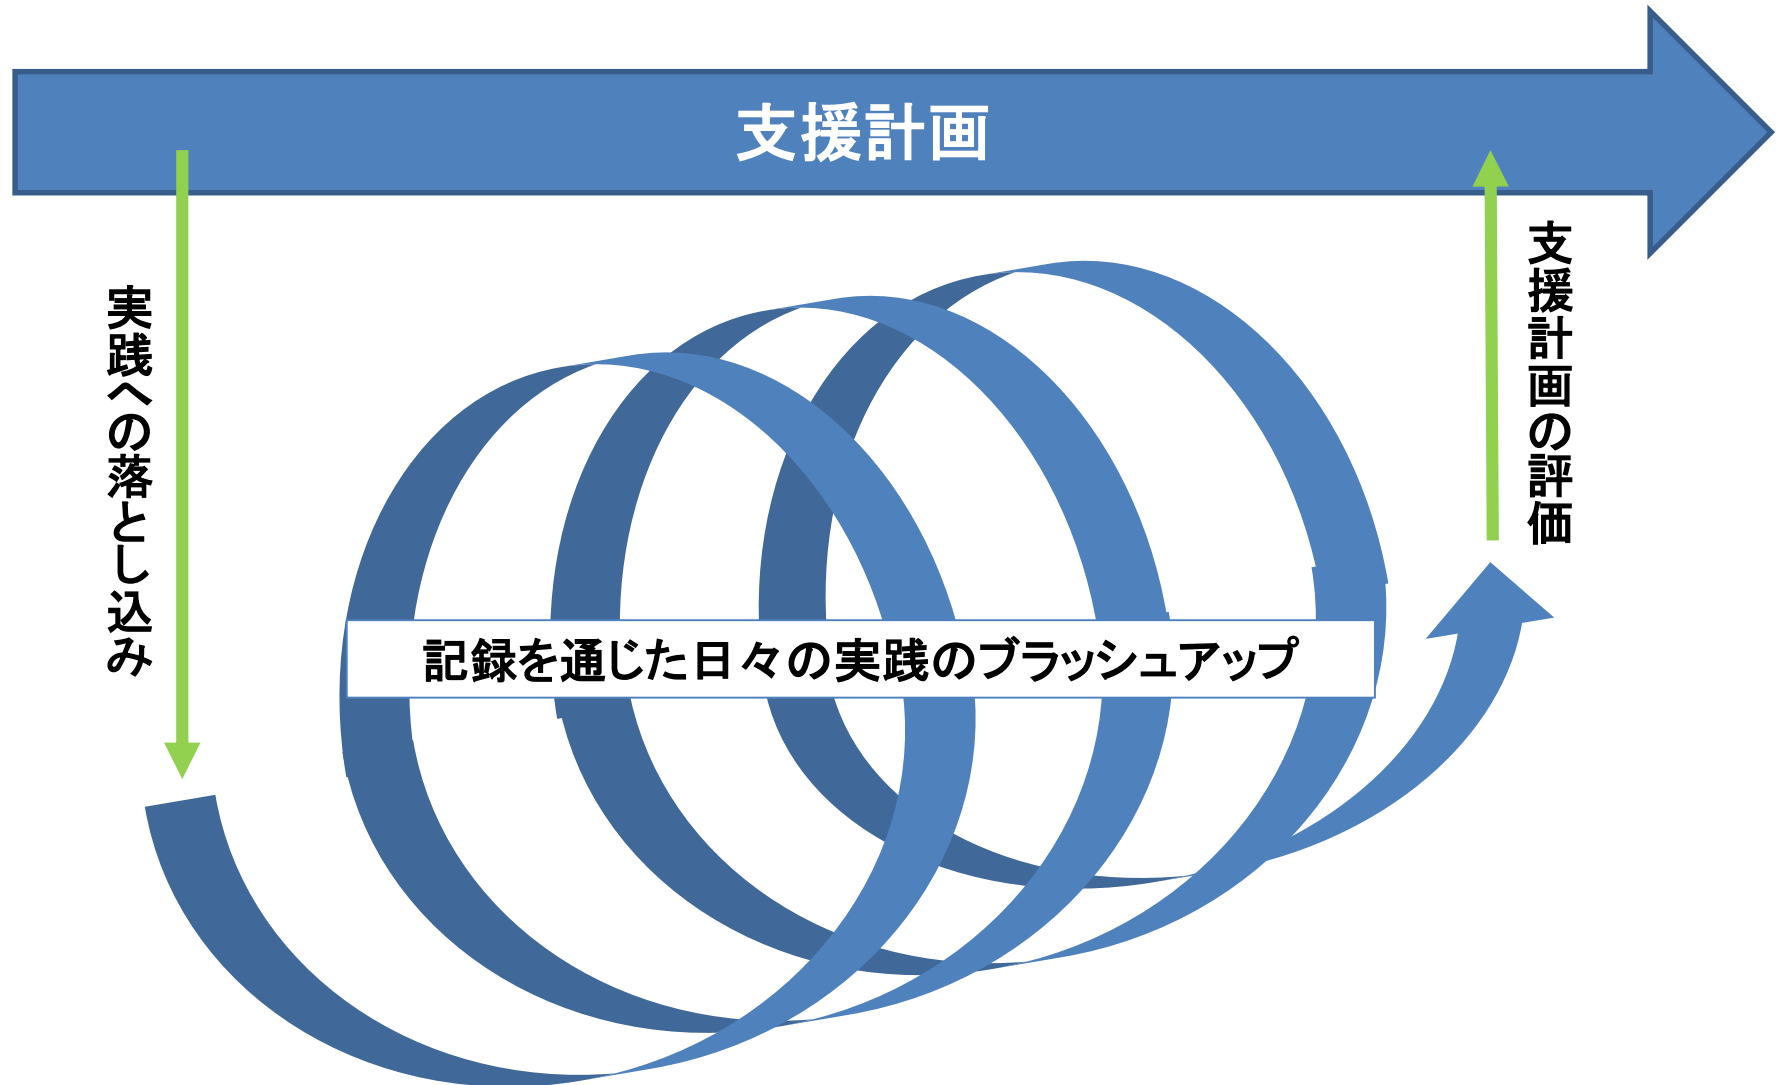 支援計画
実践への落とし込み
支援計画の評価
記録を通じた日々の実践のブラッシュアップ